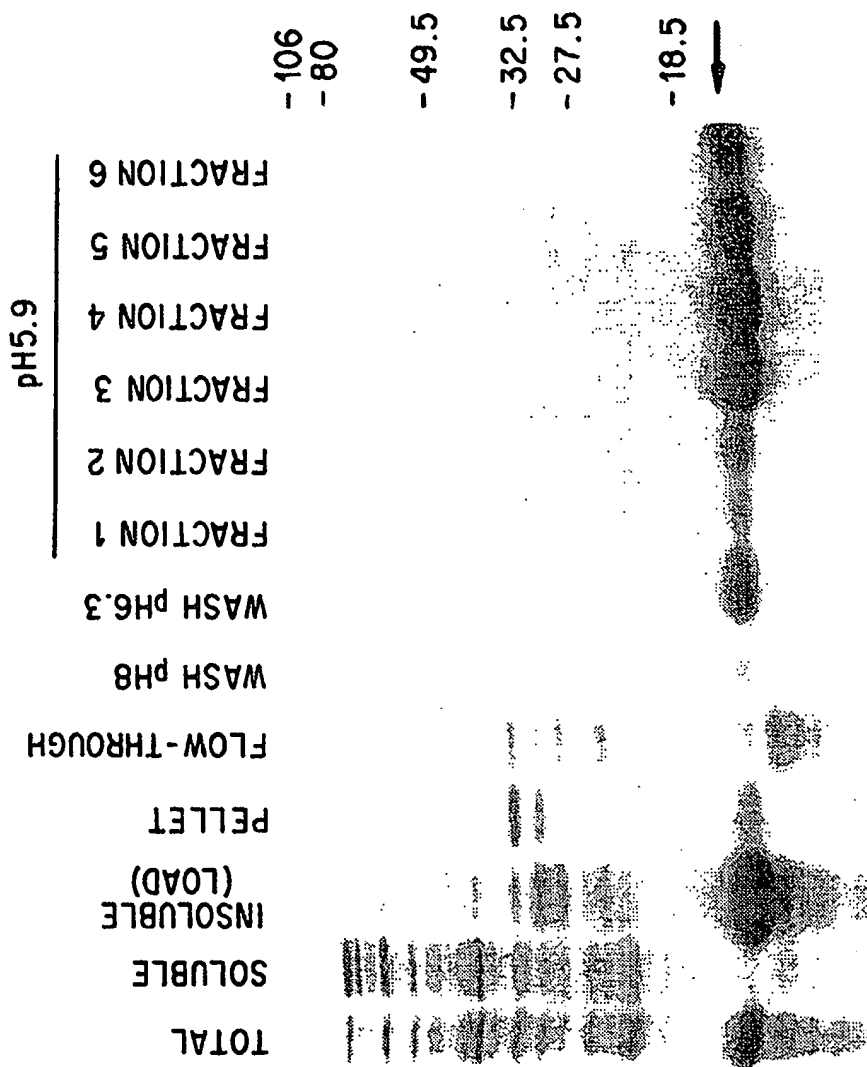 pH5.9
TOTAL
SOLUBLE
INSOLUBLE
(LOAD)
PELLET
FLOW-THROUGH
WASH pH8
WASH pH6.3
FRACTION 1
FRACTION 2
FRACTION 3
FRACTION 4
FRACTION 5
FRACTION 6
-106
-80
-49.5
-32.5
-27.5
-18.5